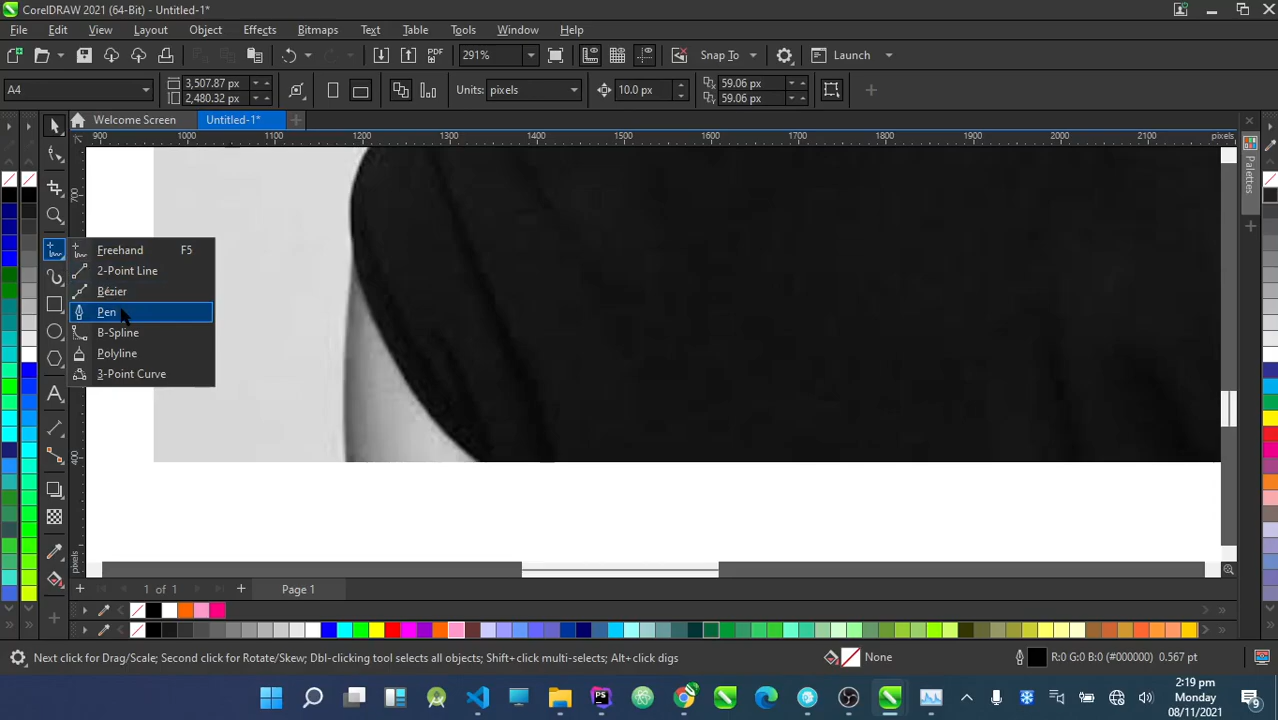 CorelDRAW 2021 (64-Bit) - Untitled-1*
File Edit View Layout Object Effects Bitmaps Text Table Tools Window Help
PDF 291% Snap To Launch
A4 3,507.87 px 2,480.32 px Units: pixels 10.0 px 59.06 px 59.06 px
Welcome Screen Untitled-1*
900 1000 1100 1200 1300 1400 1500 1600 1700 1800 1900 2000 2100 pixels
Palettes
700
Freehand F5
2-Point Line
Bézier
Pen
B-Spline
Polyline
3-Point Curve
400
pixels
1 of 1 Page 1
Next click for Drag/Scale; Second click for Rotate/Skew; Dbl-clicking tool selects all objects; Shift+click multi-selects; Alt+click digs None R:0 G:0 B:0 (#000000) 0.567 pt
2:19 pm
Monday
08/11/2021